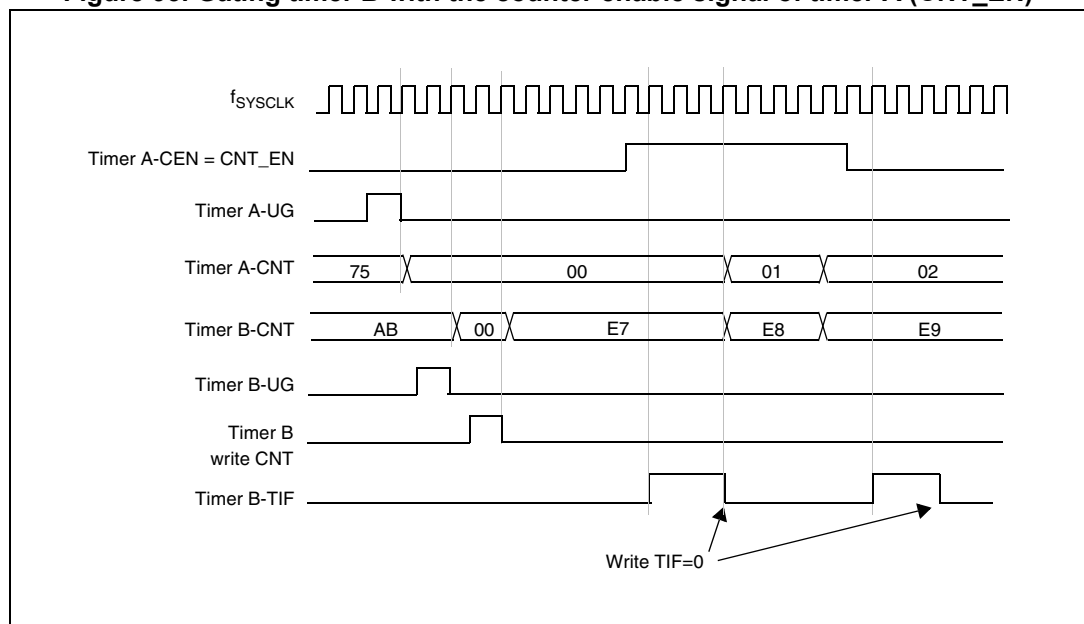 Gating timer B with the counter enable signal of timer A (CNT_EN)
fSYSCLK
Timer A-CEN = CNT_EN
Timer A-UG
Timer A-CNT 75 00 01 02
Timer B-CNT AB 00 E7 E8 E9
Timer B-UG
Timer B
write CNT
Timer B-TIF
Write TIF=0